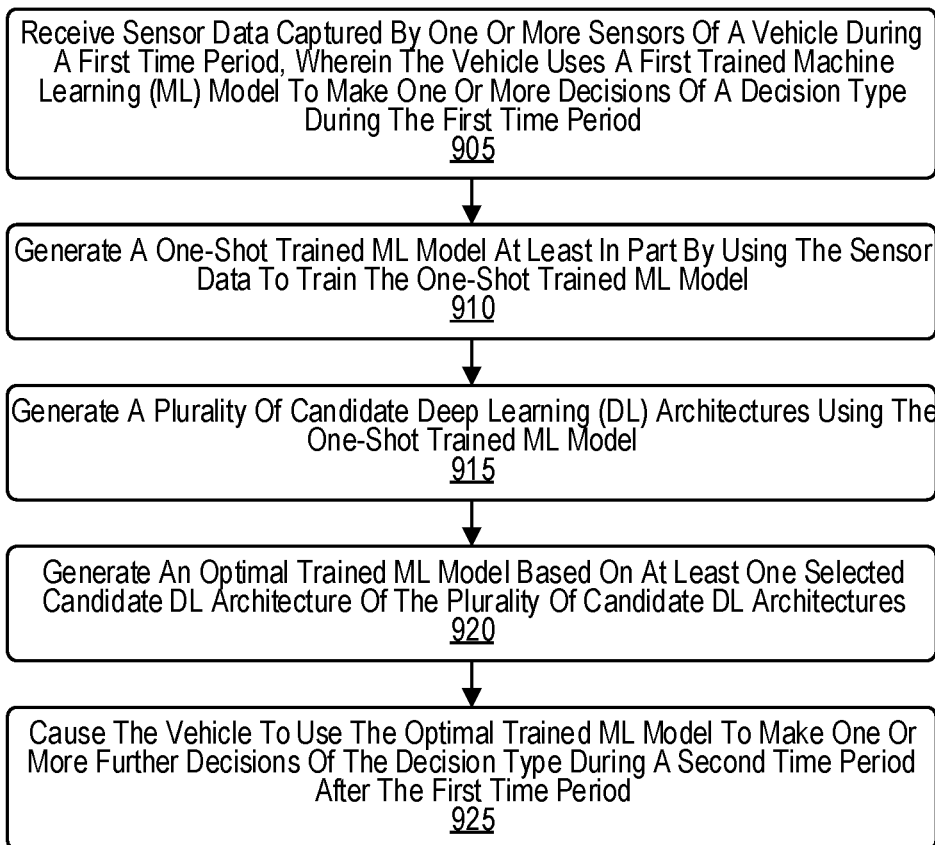 Receive Sensor Data Captured By One Or More Sensors Of A Vehicle During
A First Time Period, Wherein The Vehicle Uses A First Trained Machine
Learning (ML) Model To Make One Or More Decisions Of A Decision Type
During The First Time Period
905
Generate A One-Shot Trained ML Model At Least In Part By Using The Sensor
Data To Train The One-Shot Trained ML Model
910
Generate A Plurality Of Candidate Deep Learning (DL) Architectures Using The
One-Shot Trained ML Model
915
Generate An Optimal Trained ML Model Based On At Least One Selected
Candidate DL Architecture Of The Plurality Of Candidate DL Architectures
920
Cause The Vehicle To Use The Optimal Trained ML Model To Make One Or
More Further Decisions Of The Decision Type During A Second Time Period
After The First Time Period
925